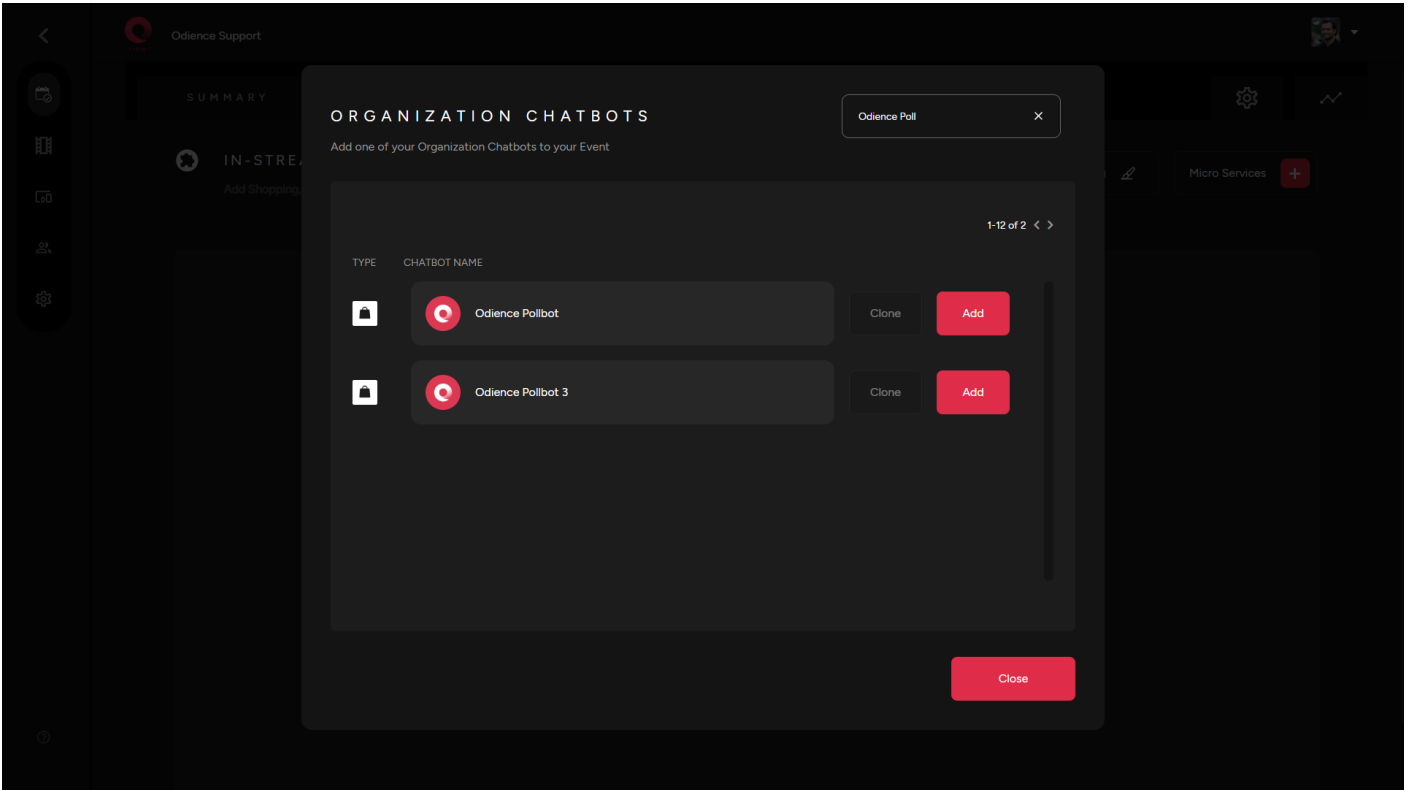 Odience Support
SUMMARY
ORGANIZATION CHATBOTS
Odience Poll
Add one of your Organization Chatbots to your Event
IN-STREA
Add Shopping,
Micro Services
1-12 of 2
TYPE CHATBOT NAME
Odience Pollbot Clone Add
Odience Pollbot 3 Clone Add
Close